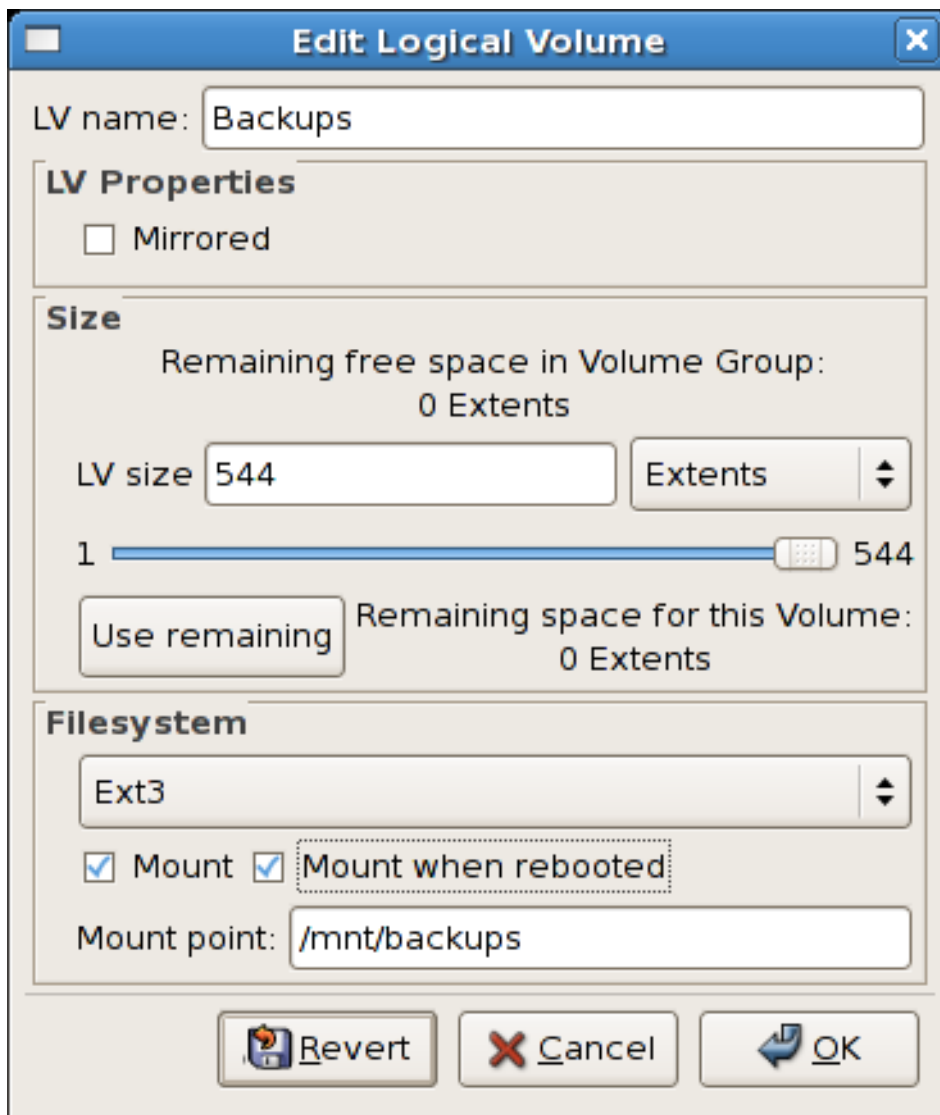 Edit Logical Volume
LV name: Backups
LV Properties
Mirrored
Size
Remaining free space in Volume Group:
0 Extents
LV size 544 Extents
1 544
Use remaining Remaining space for this Volume:
0 Extents
Filesystem
Ext3
Mount Mount when rebooted
Mount point: /mnt/backups
Revert Cancel OK